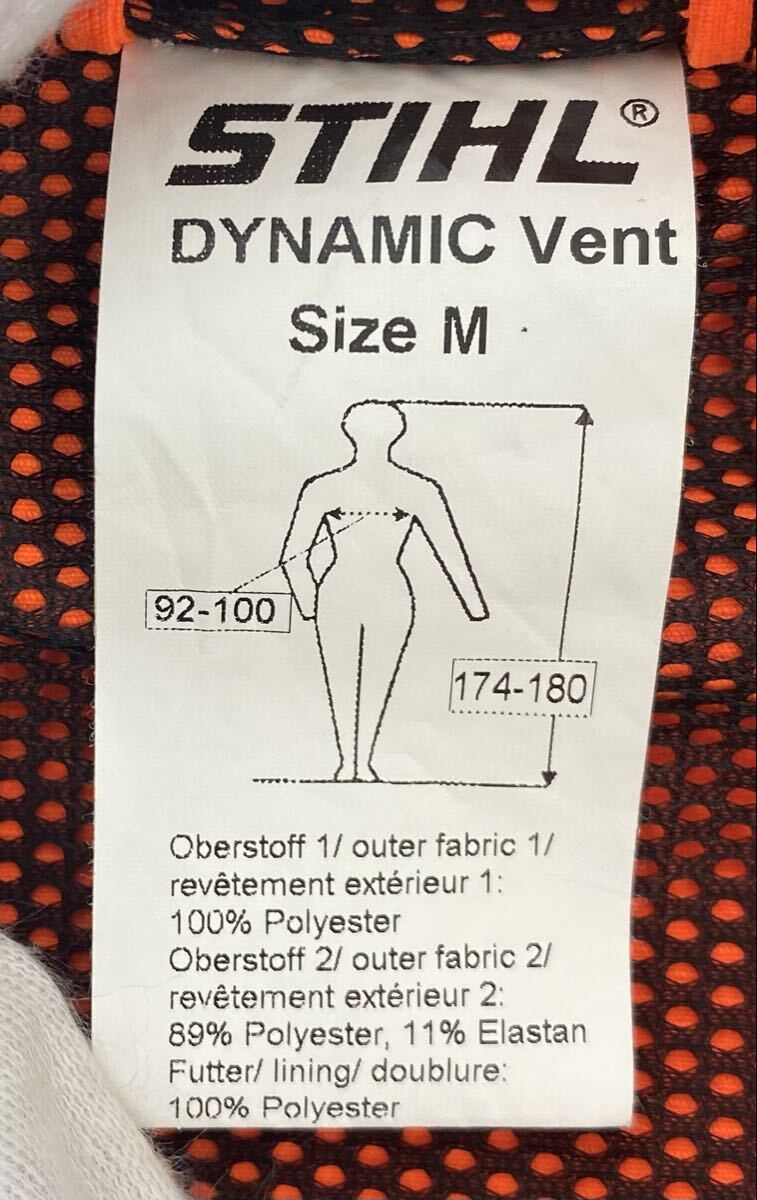 STIHL®
DYNAMIC Vent
Size M
92-100
174-180
Oberstoff 1/ outer fabric 1/
revêtement extérieur 1:
100% Polyester
Oberstoff 2/ outer fabric 2/
revêtement extérieur 2:
89% Polyester, 11% Elastan
Futter/ lining/ doublure:
100% Polyester